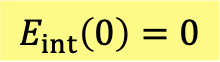 E_int(0) = 0